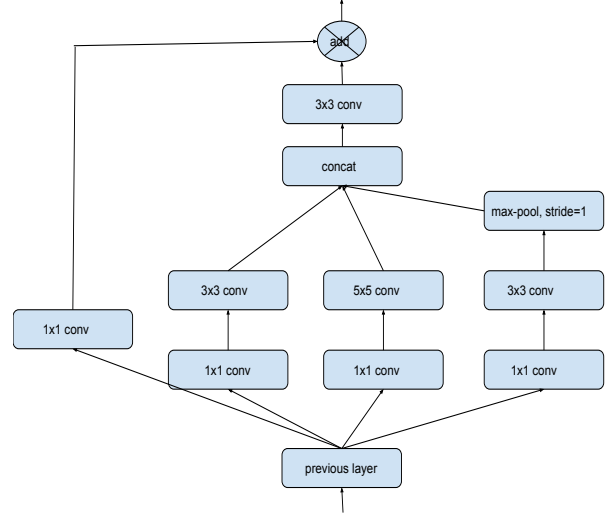 add
3x3 conv
concat
max-pool, stride=1
3x3 conv
5x5 conv
3x3 conv
1x1 conv
1x1 conv
1x1 conv
1x1 conv
previous layer